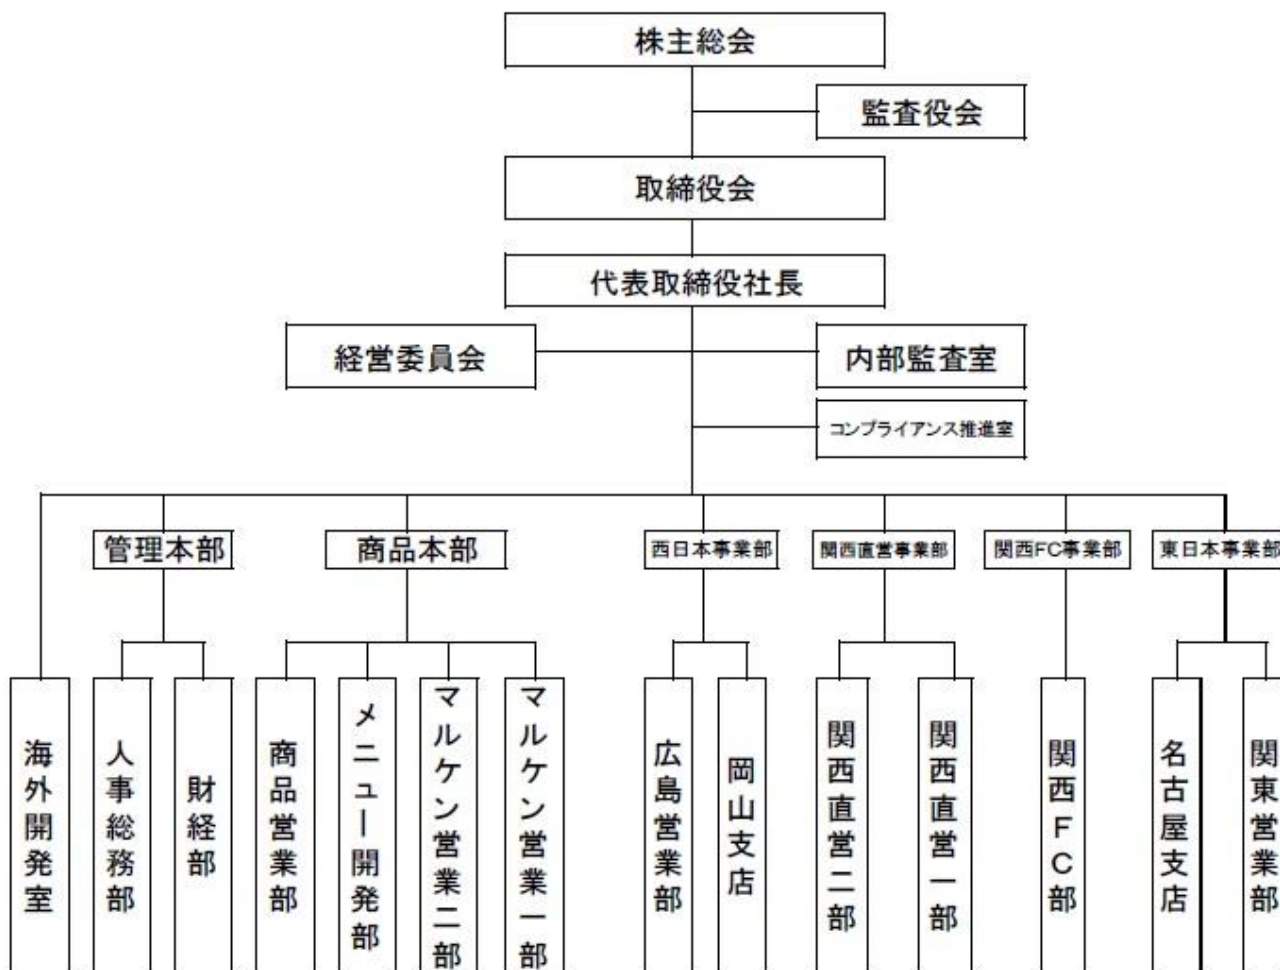 株主総会
監査役会
取締役会
代表取締役社長
経営委員会
内部監査室
コンプライアンス推進室
管理本部
商品本部
西日本事業部
関西直営事業部
関西FC事業部
東日本事業部
海外開発室
人事総務部
財経部
商品営業部
メニュー開発部
マルケン営業二部
マルケン営業一部
広島営業部
岡山支店
関西直営二部
関西直営一部
関西FC部
名古屋支店
関東営業部